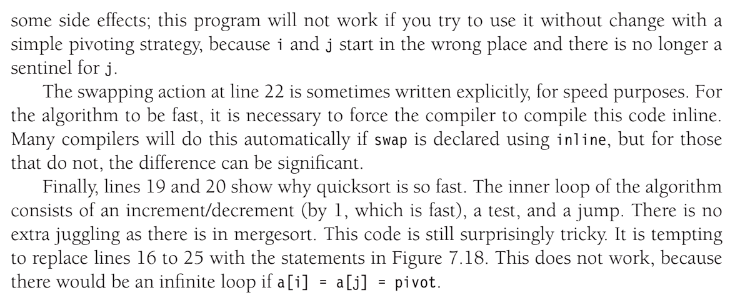 some side effects; this program will not work if you try to use it without change with a
simple pivoting strategy, because i and j start in the wrong place and there is no longer a
sentinel for j.
The swapping action at line 22 is sometimes written explicitly, for speed purposes. For
the algorithm to be fast, it is necessary to force the compiler to compile this code inline.
Many compilers will do this automatically if swap is declared using inline, but for those
that do not, the difference can be significant.
Finally, lines 19 and 20 show why quicksort is so fast. The inner loop of the algorithm
consists of an increment/decrement (by 1, which is fast), a test, and a jump. There is no
extra juggling as there is in mergesort. This code is still surprisingly tricky. It is tempting
to replace lines 16 to 25 with the statements in Figure 7.18. This does not work, because
there would be an infinite loop if a[i] = a[j] = pivot.